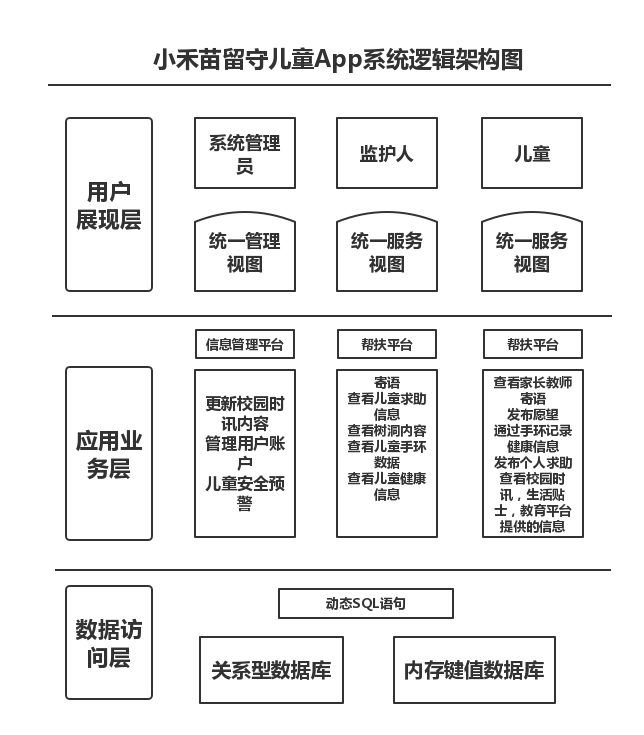 小禾苗留守儿童App系统逻辑架构图
用户
展现层
系统管理
员
监护人
儿童
统一管理
视图
统一服务
视图
统一服务
视图
应用业
务层
信息管理平台
帮扶平台
帮扶平台
更新校园时
讯内容
管理用户账
户
儿童安全预
警
寄语
查看儿童求助
信息
查看树洞内容
查看儿童手环
数据
查看儿童健康
信息
查看家长教师
寄语
发布愿望
通过手环记录
健康信息
发布个人求助
查看校园时
讯，生活贴
士，教育平台
提供的信息
数据访
问层
动态SQL语句
关系型数据库
内存键值数据库